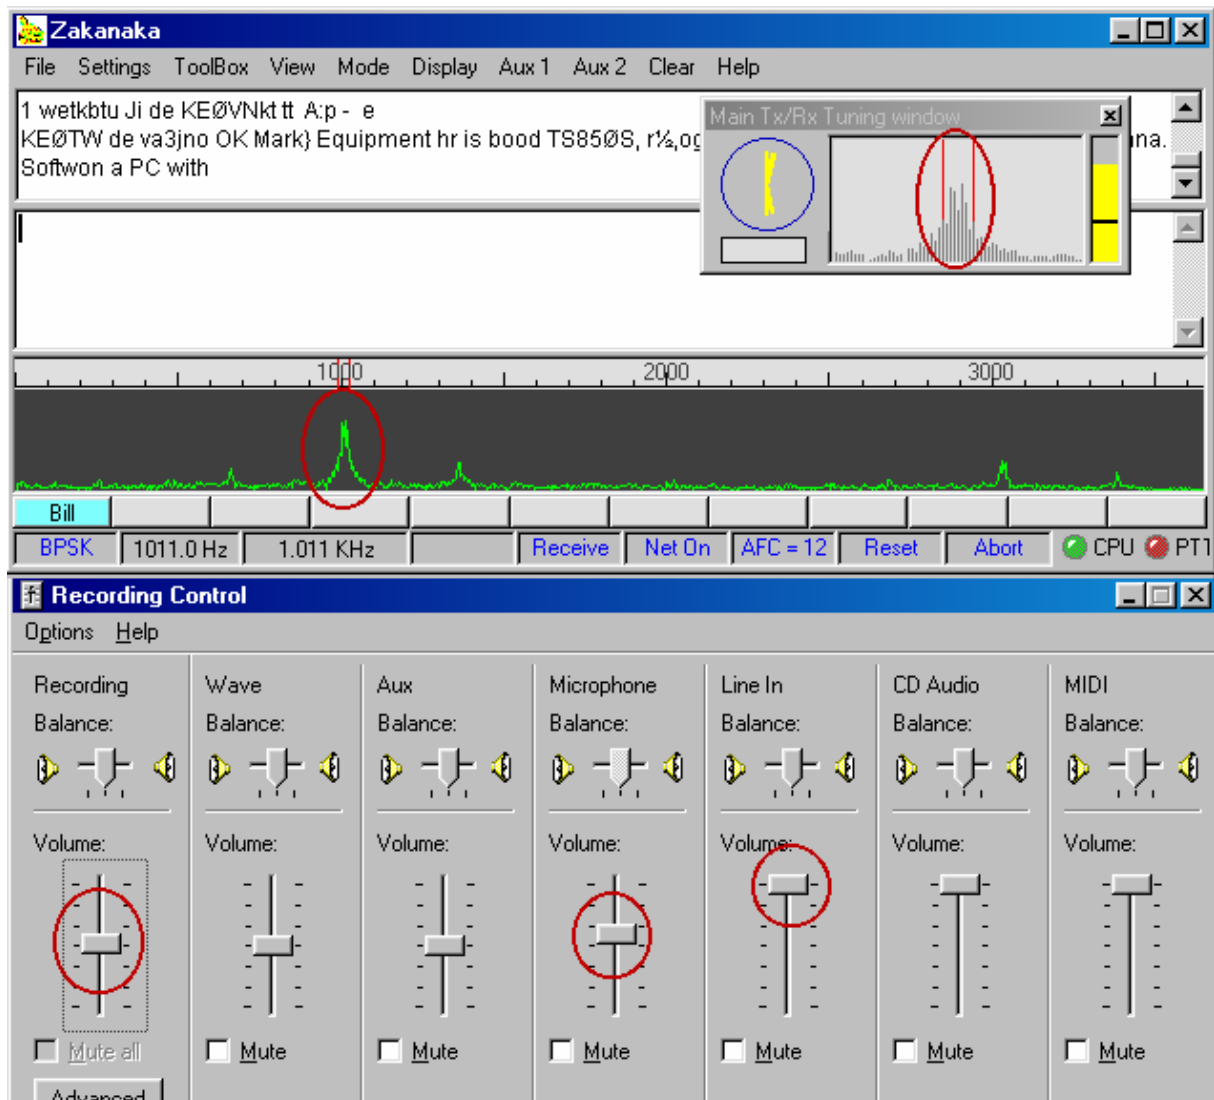 Zakanaka
File Settings ToolBox View Mode Display Aux 1 Aux 2 Clear Help
1 wetkbtu Ji de KEØVNkt tt A:p - e
KEØTW de va3jno OK Mark} Equipment hr is bood TS85ØS, r½,og
na.
Softwon a PC with
Main Tx/Rx Tuning window
1000 2000 3000
Bill
BPSK 1011.0 Hz 1.011 KHz Receive Net On AFC = 12 Reset Abort CPU PTT
Recording Control
Options Help
Recording Wave Aux Microphone Line In CD Audio MIDI
Balance: Balance: Balance: Balance: Balance: Balance: Balance:
Volume: Volume: Volume: Volume: Volume: Volume: Volume:
Mute all Mute Mute Mute Mute Mute Mute
Advanced